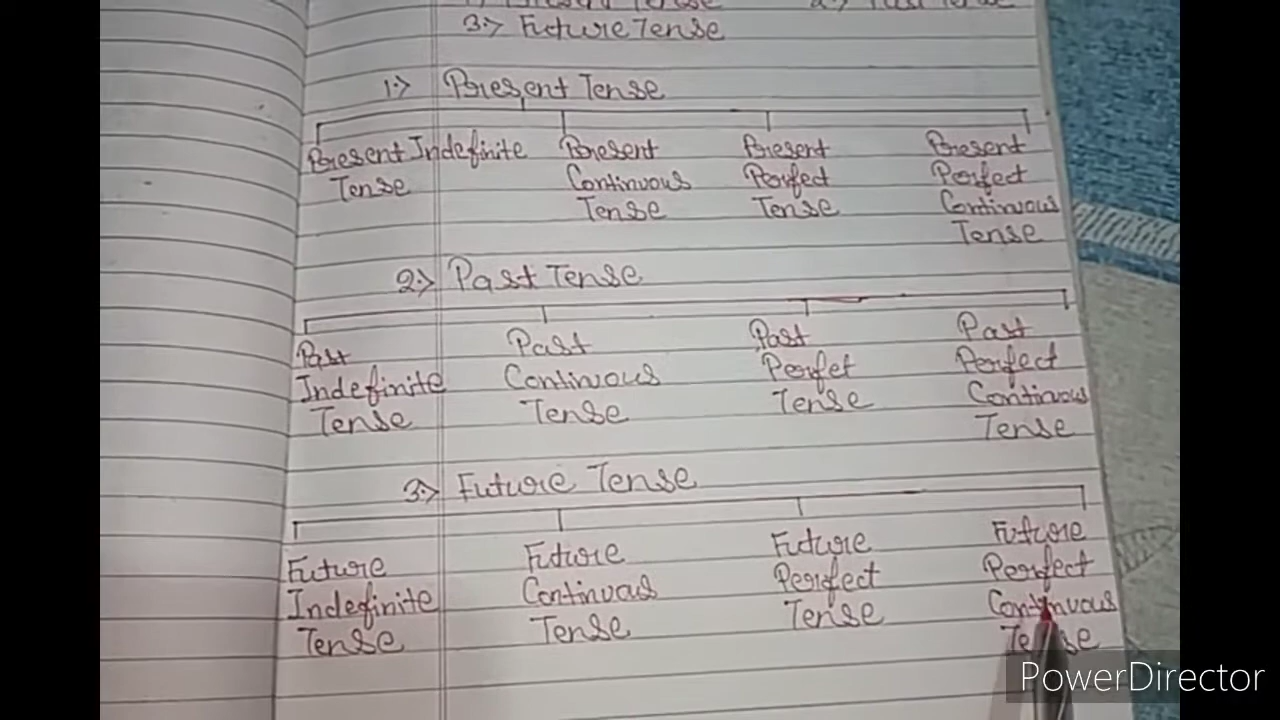 3:> Future Tense
1:> Present Tense
Present Indefinite Tense
Present Continuous Tense
Present Perfect Tense
Present Perfect Continuous Tense
2:> Past Tense
Past Indefinite Tense
Past Continuous Tense
Past Perfet Tense
Past Perfect Continuous Tense
3:> Future Tense
Future Indefinite Tense
Future Continuous Tense
Future Perfect Tense
Future Perfect Continuous Tense
PowerDirector